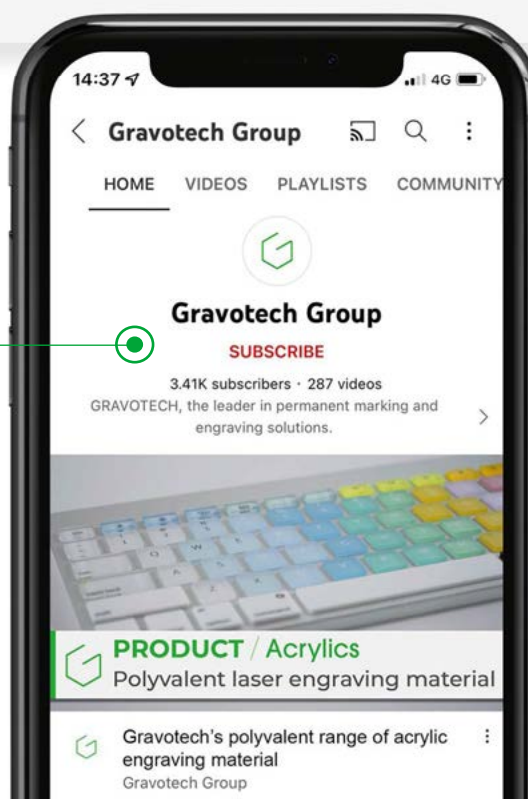 14:37
4G
Gravotech Group
HOME VIDEOS PLAYLISTS COMMUNITY
Gravotech Group
SUBSCRIBE
3.41K subscribers · 287 videos
GRAVOTECH, the leader in permanent marking and
engraving solutions.
PRODUCT / Acrylics
Polyvalent laser engraving material
Gravotech's polyvalent range of acrylic
engraving material
Gravotech Group